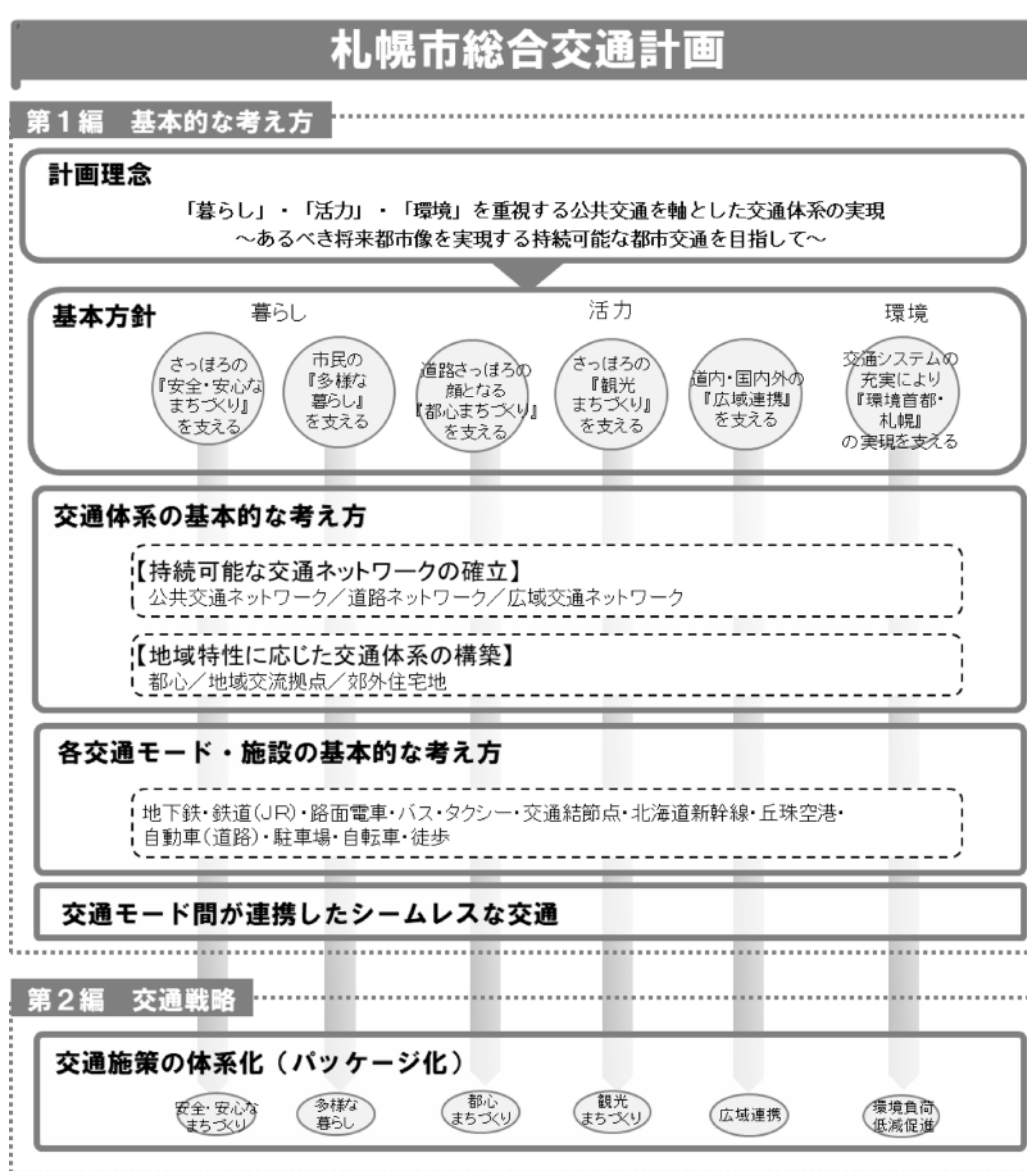 札幌市総合交通計画
第1編 基本的な考え方
計画理念
「暮らし」・「活力」・「環境」を重視する公共交通を軸とした交通体系の実現
～あるべき将来都市像を実現する持続可能な都市交通を目指して～
基本方針
暮らし
活力
環境
さっぽろの
『安全・安心な
まちづくり』
を支える
市民の
『多様な
暮らし』
を支える
道路さっぽろの
顔となる
『都心まちづくり』
を支える
さっぽろの
『観光
まちづくり』
を支える
道内・国内外の
『広域連携』
を支える
交通システムの
充実により
『環境首都・
札幌』
の実現を支える
交通体系の基本的な考え方
【持続可能な交通ネットワークの確立】
公共交通ネットワーク／道路ネットワーク／広域交通ネットワーク
【地域特性に応じた交通体系の構築】
都心／地域交流拠点／郊外住宅地
各交通モード・施設の基本的な考え方
地下鉄・鉄道(JR)・路面電車・バス・タクシー・交通結節点・北海道新幹線・丘珠空港・
自動車(道路)・駐車場・自転車・徒歩
交通モード間が連携したシームレスな交通
第2編 交通戦略
交通施策の体系化（パッケージ化）
安全・安心な
まちづくり
多様な
暮らし
都心
まちづくり
観光
まちづくり
広域連携
環境負荷
低減促進